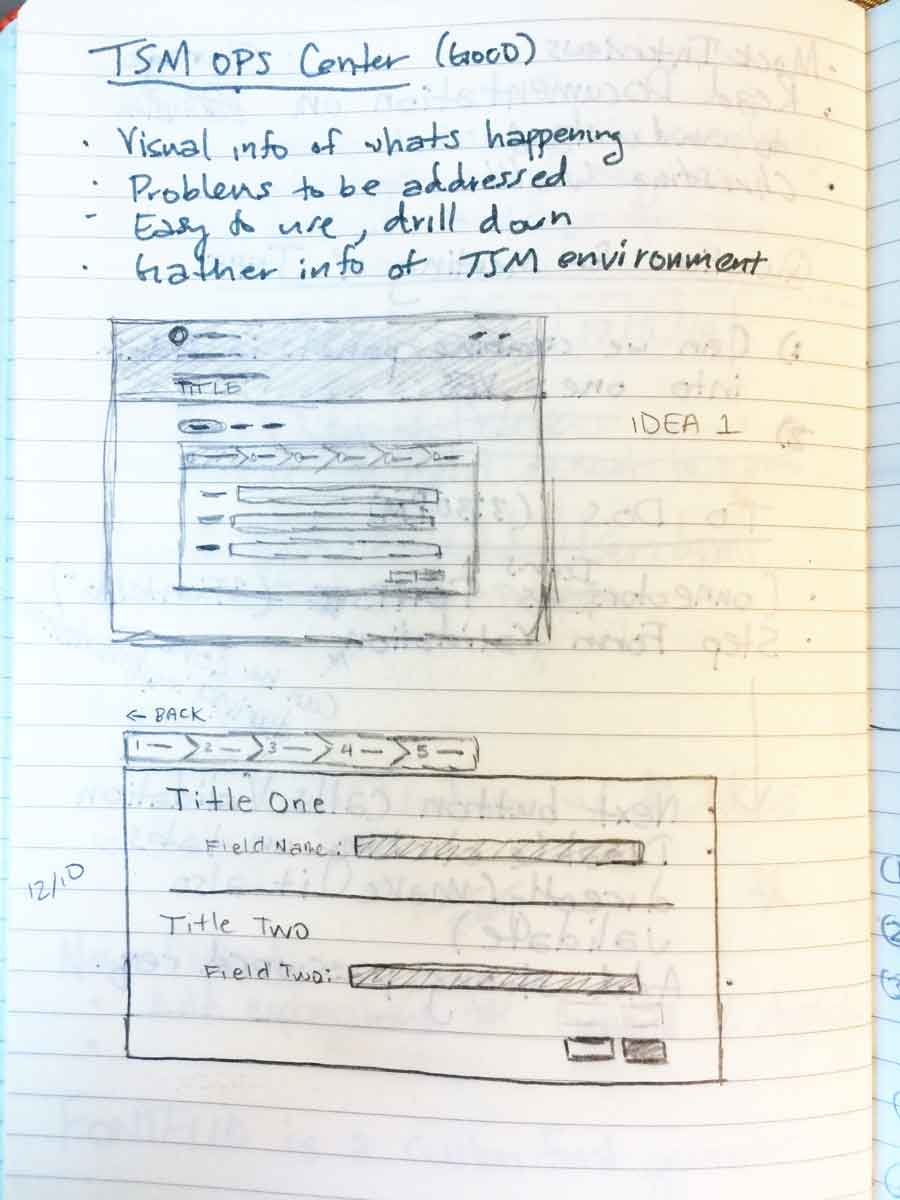 TSM OPS Center (GOOD)
· Visual info of whats happening
· Problems to be addressed
- Easy to use, drill down
· Gather info of TSM environment
TITLE
IDEA 1
← BACK
1 2 3 4 5
Title One
Field Name:
12/10
Title Two
Field Two: